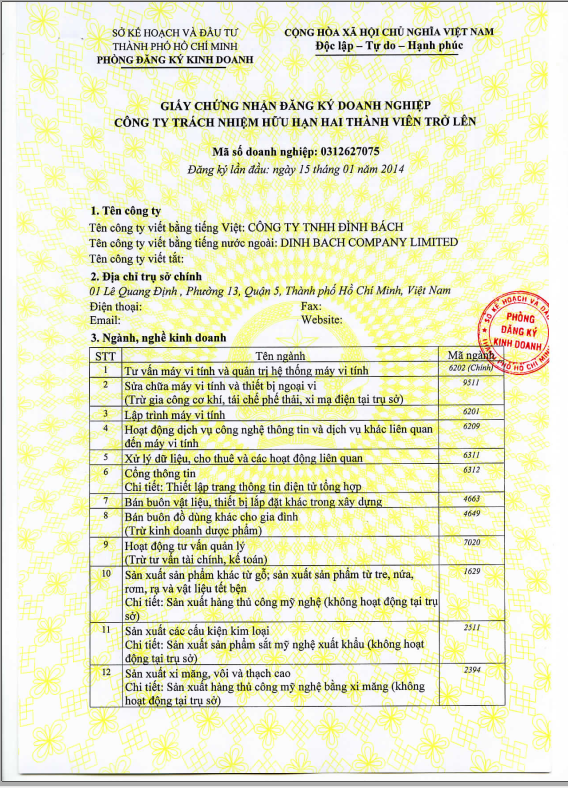 SỞ KẾ HOẠCH VÀ ĐẦU TƯ
THÀNH PHỐ HỒ CHÍ MINH
PHÒNG ĐĂNG KÝ KINH DOANH
CỘNG HÒA XÃ HỘI CHỦ NGHĨA VIỆT NAM
Độc lập – Tự do – Hạnh phúc
GIẤY CHỨNG NHẬN ĐĂNG KÝ DOANH NGHIỆP
CÔNG TY TRÁCH NHIỆM HỮU HẠN HAI THÀNH VIÊN TRỞ LÊN
Mã số doanh nghiệp: 0312627075
Đăng ký lần đầu: ngày 15 tháng 01 năm 2014
1. Tên công ty
Tên công ty viết bằng tiếng Việt: CÔNG TY TNHH ĐÌNH BÁCH
Tên công ty viết bằng tiếng nước ngoài: DINH BACH COMPANY LIMITED
Tên công ty viết tắt:
2. Địa chỉ trụ sở chính
01 Lê Quang Định , Phường 13, Quận 5, Thành phố Hồ Chí Minh, Việt Nam
Điện thoại: Fax:
Email: Website:
3. Ngành, nghề kinh doanh
STT Tên ngành Mã ngành
1 Tư vấn máy vi tính và quản trị hệ thống máy vi tính 6202 (Chính)
2 Sửa chữa máy vi tính và thiết bị ngoại vi 9511
(Trừ gia công cơ khí, tái chế phế thải, xi mạ điện tại trụ sở)
3 Lập trình máy vi tính 6201
4 Hoạt động dịch vụ công nghệ thông tin và dịch vụ khác liên quan 6209
đến máy vi tính
5 Xử lý dữ liệu, cho thuê và các hoạt động liên quan 6311
6 Cổng thông tin 6312
Chi tiết: Thiết lập trang thông tin điện tử tổng hợp
7 Bán buôn vật liệu, thiết bị lắp đặt khác trong xây dựng 4663
8 Bán buôn đồ dùng khác cho gia đình 4649
(Trừ kinh doanh dược phẩm)
9 Hoạt động tư vấn quản lý 7020
(Trừ tư vấn tài chính, kế toán)
10 Sản xuất sản phẩm khác từ gỗ; sản xuất sản phẩm từ tre, nứa, 1629
rơm, rạ và vật liệu tết bện
Chi tiết: Sản xuất hàng thủ công mỹ nghệ (không hoạt động tại trụ
sở)
11 Sản xuất các cấu kiện kim loại 2511
Chi tiết: Sản xuất sản phẩm sắt mỹ nghệ xuất khẩu (không hoạt
động tại trụ sở)
12 Sản xuất xi măng, vôi và thạch cao 2394
Chi tiết: Sản xuất hàng thủ công mỹ nghệ bằng xi măng (không
hoạt động tại trụ sở)
SỞ KẾ HOẠCH VÀ ĐẦU
PHÒNG
ĐĂNG KÝ
KINH DOANH
THÀNH PHỐ HỒ CHÍ MINH